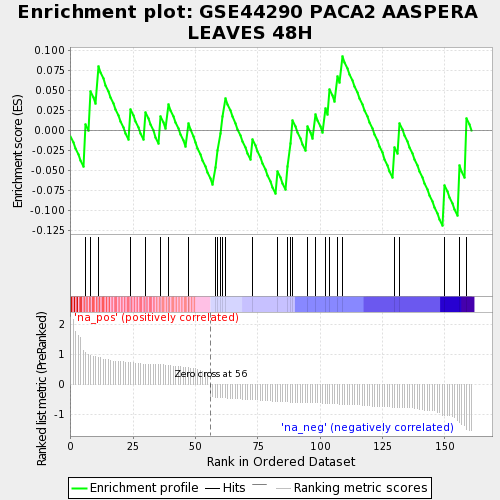 Enrichment plot: GSE44290 PACA2 AASPERA
LEAVES 48H
Enrichment score (ES)
0.100
0.075
0.050
0.025
0.000
-0.025
-0.050
-0.075
-0.100
-0.125
'na_pos' (positively correlated)
Ranked list metric (PreRanked)
2
1
0
-1
Zero cross at 56
'na_neg' (negatively correlated)
0
25
50
75
100
125
150
Rank in Ordered Dataset
Enrichment profile
Hits
Ranking metric scores